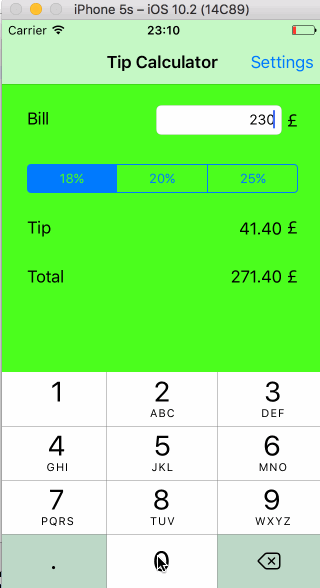 iPhone 5s – iOS 10.2 (14C89)
Carrier 23:10
Tip Calculator Settings
Bill 230 £
18% 20% 25%
Tip 41.40 £
Total 271.40 £
1 2 3
ABC DEF
4 5 6
GHI JKL MNO
7 8 9
PQRS TUV WXYZ
. 0